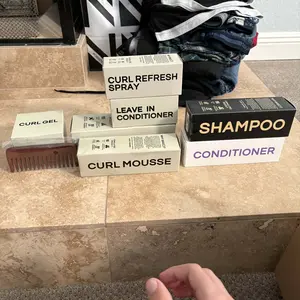 CURL REFRESH
SPRAY
LEAVE IN
CONDITIONER
CURL GEL
CURL MOUSSE
SHAMPOO
CONDITIONER